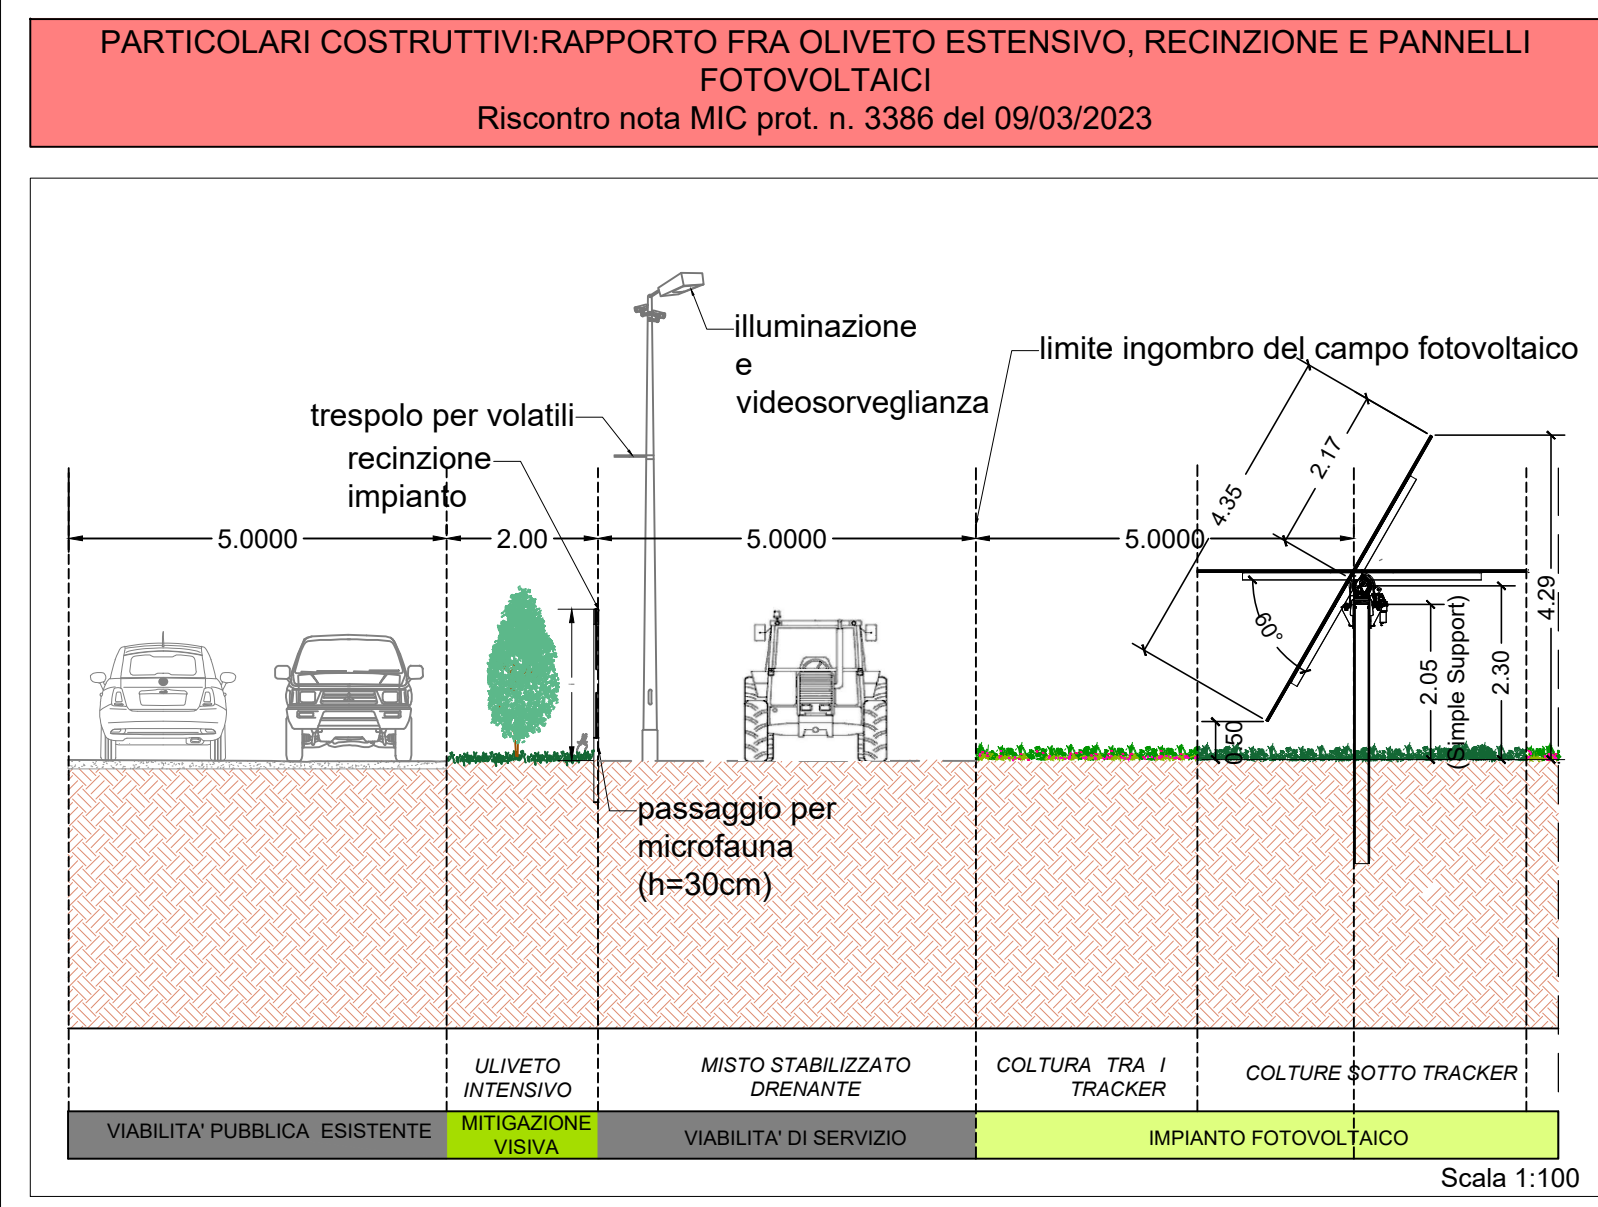 PARTICOLARI COSTRUTTIVI:RAPPORTO FRA OLIVETO ESTENSIVO, RECINZIONE E PANNELLI
FOTOVOLTAICI
Riscontro nota MIC prot. n. 3386 del 09/03/2023
illuminazione
e
videosorveglianza
limite ingombro del campo fotovoltaico
trespolo per volatili
recinzione
impianto
5.0000
2.00
5.0000
5.0000
4.35
2.17
4.29
60°
2.05
(Simple Support)
2.30
0.50
passaggio per
microfauna
(h=30cm)
ULIVETO
INTENSIVO
MISTO STABILIZZATO
DRENANTE
COLTURA TRA I
TRACKER
COLTURE SOTTO TRACKER
VIABILITA' PUBBLICA ESISTENTE
MITIGAZIONE
VISIVA
VIABILITA' DI SERVIZIO
IMPIANTO FOTOVOLTAICO
Scala 1:100